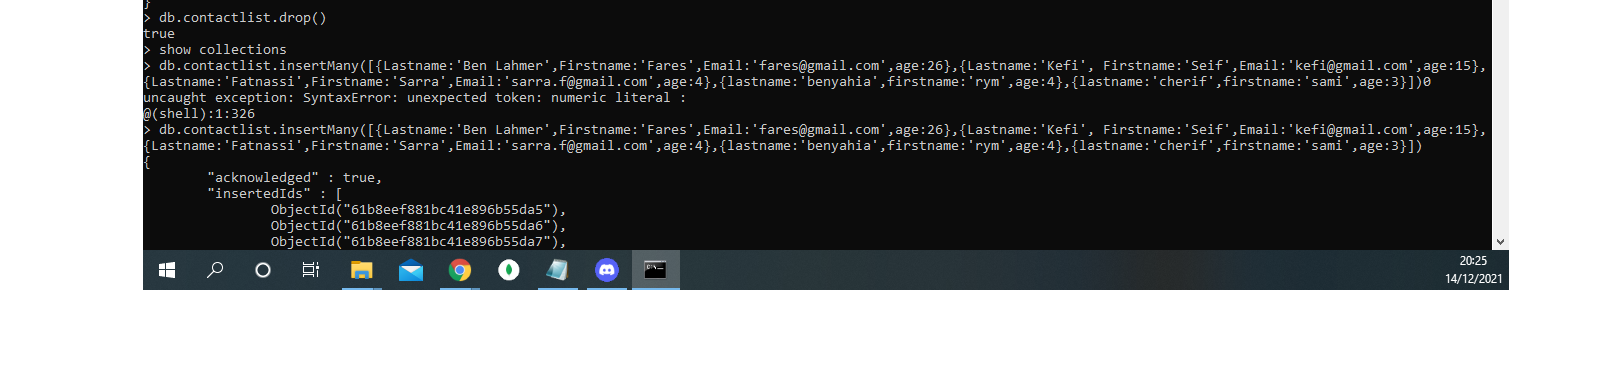 }
> db.contactlist.drop()
true
> show collections
> db.contactlist.insertMany([{Lastname:'Ben Lahmer',Firstname:'Fares',Email:'fares@gmail.com',age:26},{Lastname:'Kefi', Firstname:'Seif',Email:'kefi@gmail.com',age:15},
{Lastname:'Fatnassi',Firstname:'Sarra',Email:'sarra.f@gmail.com',age:4},{lastname:'benyahia',firstname:'rym',age:4},{lastname:'cherif',firstname:'sami',age:3}])0
uncaught exception: SyntaxError: unexpected token: numeric literal :
@(shell):1:326
> db.contactlist.insertMany([{Lastname:'Ben Lahmer',Firstname:'Fares',Email:'fares@gmail.com',age:26},{Lastname:'Kefi', Firstname:'Seif',Email:'kefi@gmail.com',age:15},
{Lastname:'Fatnassi',Firstname:'Sarra',Email:'sarra.f@gmail.com',age:4},{lastname:'benyahia',firstname:'rym',age:4},{lastname:'cherif',firstname:'sami',age:3}])
{
"acknowledged" : true,
"insertedIds" : [
ObjectId("61b8eef881bc41e896b55da5"),
ObjectId("61b8eef881bc41e896b55da6"),
ObjectId("61b8eef881bc41e896b55da7"),
20:25
14/12/2021